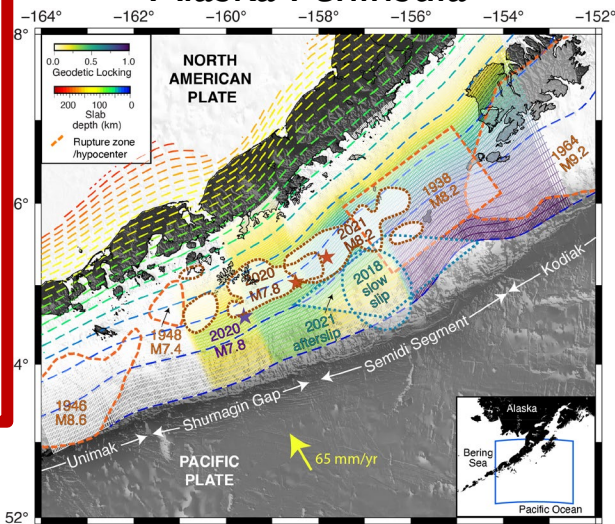 Alaska Peninsula
−164° −162° −160° −158° −156° −154° −152°
8°
6°
4°
52°
0.0 0.5 1.0
Geodetic Locking
200 100 0
Slab
depth (km)
Rupture zone
/hypocenter
NORTH
AMERICAN
PLATE
1964
M9.2
1938
M8.2
2021
M8.2
2020
M7.8
2018
slow
slip
2020
M7.8
2021
afterslip
1948
M7.4
1946
M8.6
Kodiak
Semidi Segment
Shumagin Gap
Unimak
PACIFIC
PLATE
65 mm/yr
Alaska
Bering
Sea
Pacific Ocean